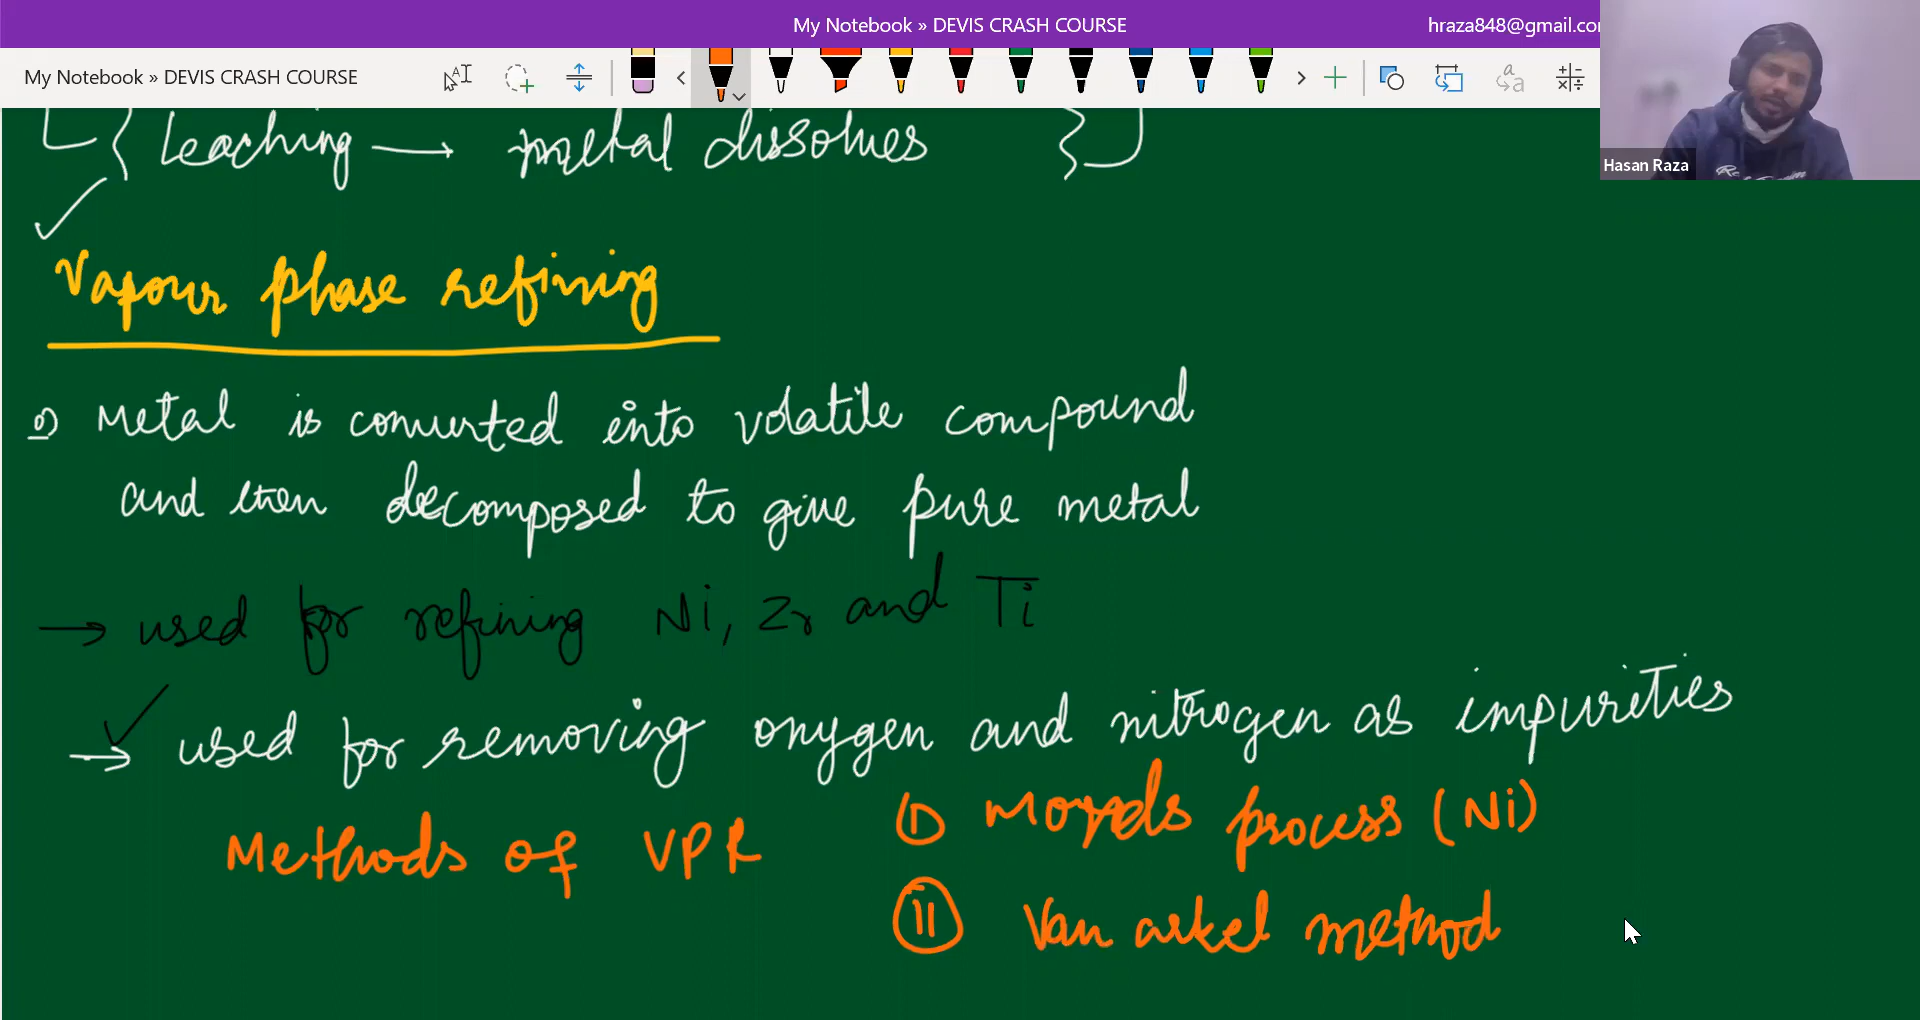 My Notebook » DEVIS CRASH COURSE
hraza848@gmail.co
My Notebook » DEVIS CRASH COURSE
Hasan Raza
leaching → metal dissolves
Vapour phase refining
Metal is converted into volatile compound
and then decomposed to give pure metal
→ used for refining Ni, Zr and Ti
→ used for removing oxygen and nitrogen as impurities
Methods of VPR
I process (Ni)
II Van arkel method